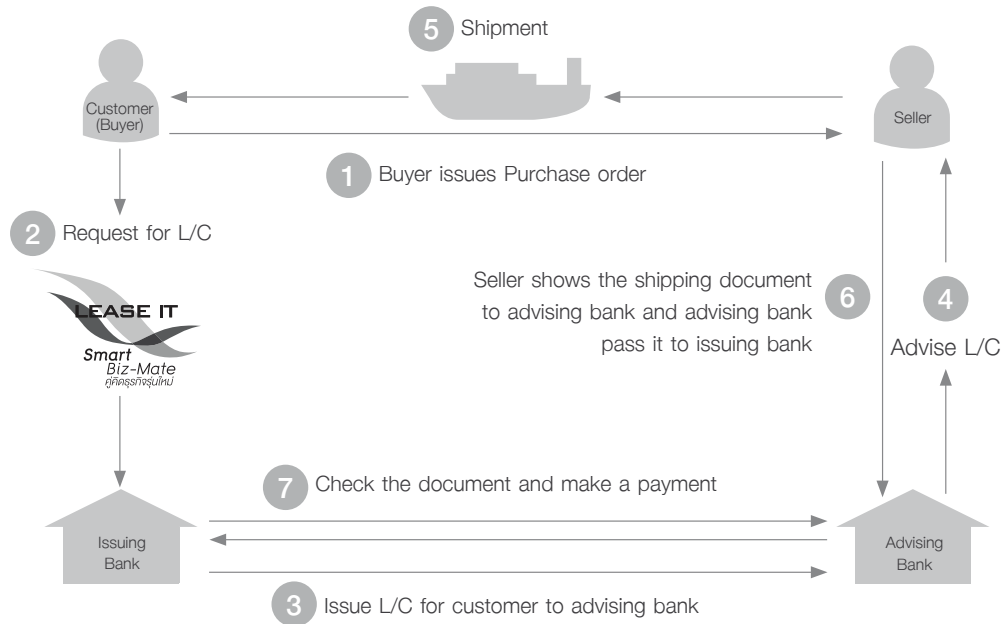 5 Shipment
Customer
(Buyer)
Seller
1 Buyer issues Purchase order
2 Request for L/C
LEASE IT
Smart
Biz-Mate
คู่คิดธุรกิจรุ่นใหม่
Seller shows the shipping document
to advising bank and advising bank
pass it to issuing bank
6
4
Advise L/C
7 Check the document and make a payment
Issuing
Bank
Advising
Bank
3 Issue L/C for customer to advising bank